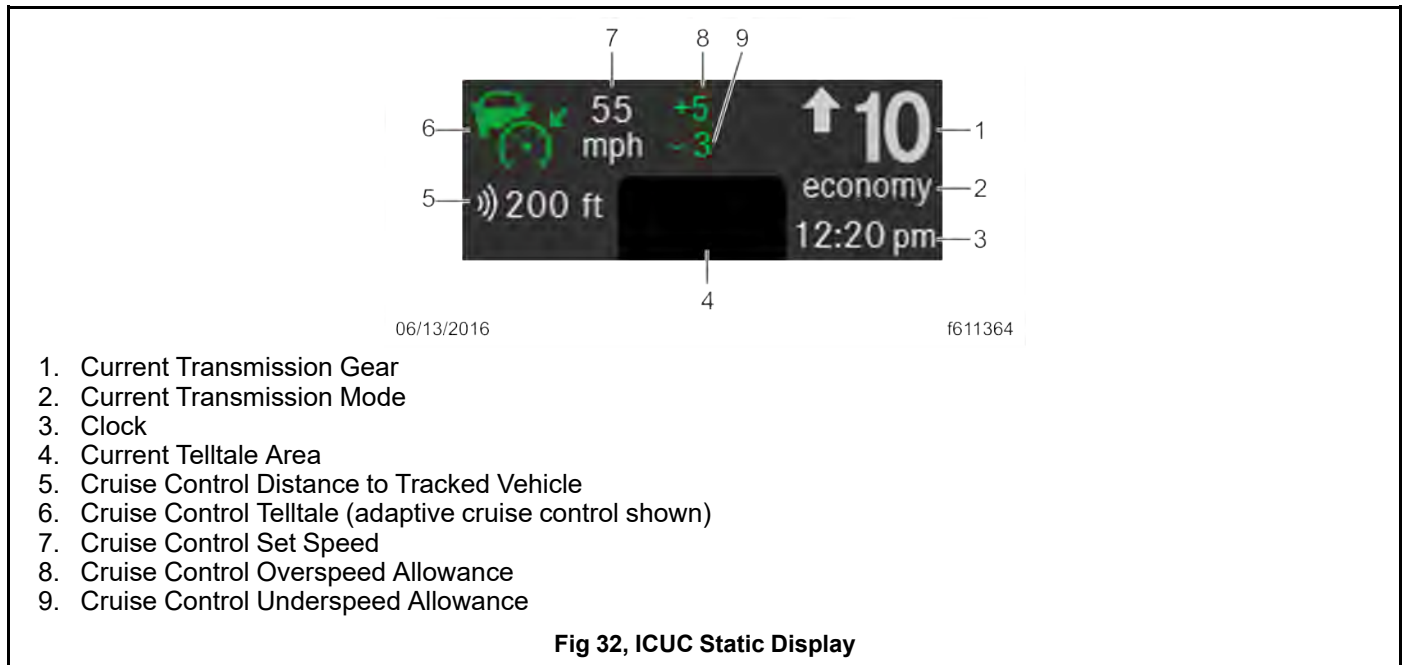 7 8 9
55 +5 10
6 mph - 3 1
economy 2
5 200 ft
12:20 pm 3
4
06/13/2016 f611364
1. Current Transmission Gear
2. Current Transmission Mode
3. Clock
4. Current Telltale Area
5. Cruise Control Distance to Tracked Vehicle
6. Cruise Control Telltale (adaptive cruise control shown)
7. Cruise Control Set Speed
8. Cruise Control Overspeed Allowance
9. Cruise Control Underspeed Allowance
Fig 32, ICUC Static Display